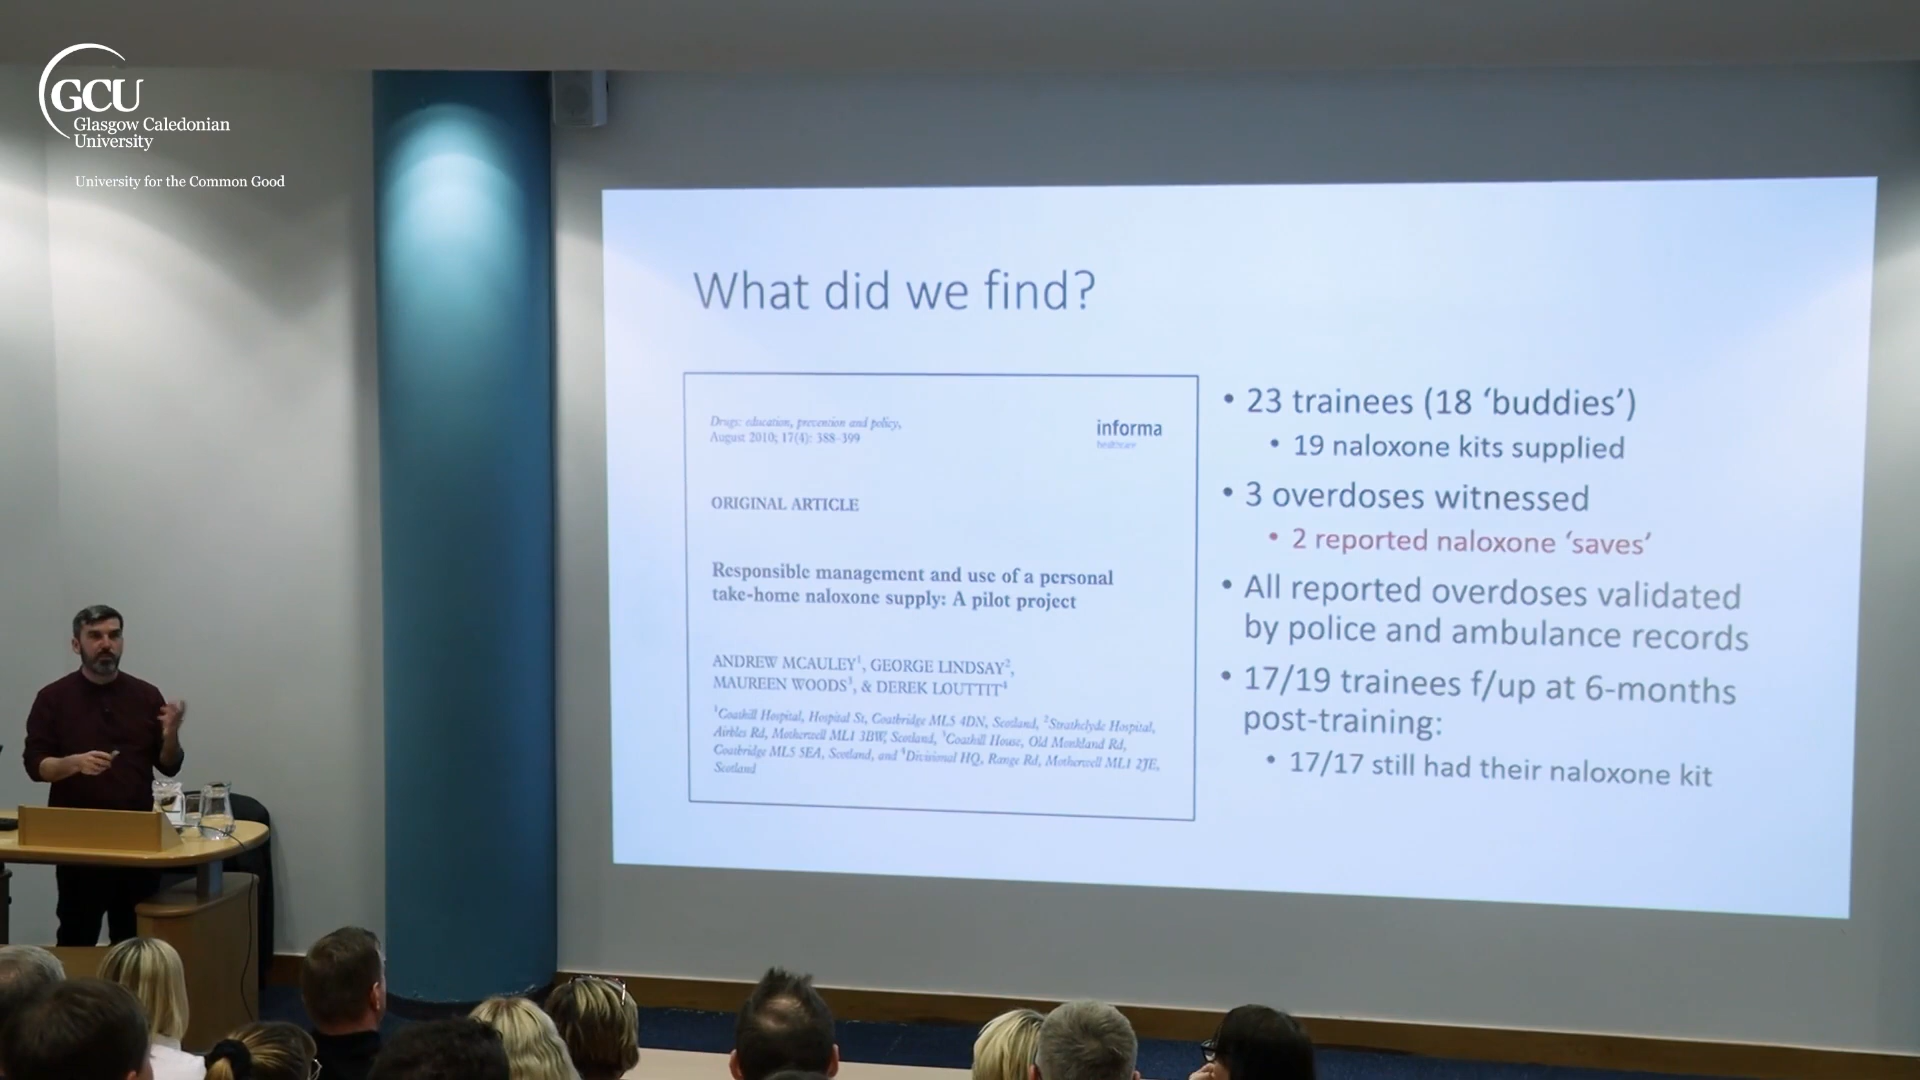 GCU
Glasgow Caledonian
University
University for the Common Good
What did we find?
Drugs: education, prevention and policy,
August 2010; 17(4): 388–399
informa
healthcare
ORIGINAL ARTICLE
Responsible management and use of a personal
take-home naloxone supply: A pilot project
ANDREW MCAULEY¹, GEORGE LINDSAY²,
MAUREEN WOODS³, & DEREK LOUTTIT⁴
¹Coathill Hospital, Hospital St, Coatbridge ML5 4DN, Scotland, ²Strathclyde Hospital,
Airbles Rd, Motherwell ML1 3BW, Scotland, ³Coathill House, Old Monkland Rd,
Coatbridge ML5 5EA, Scotland, and ⁴Divisional HQ, Range Rd, Motherwell ML1 2JE,
Scotland
• 23 trainees (18 ‘buddies’)
• 19 naloxone kits supplied
• 3 overdoses witnessed
• 2 reported naloxone ‘saves’
• All reported overdoses validated
by police and ambulance records
• 17/19 trainees f/up at 6-months
post-training:
• 17/17 still had their naloxone kit